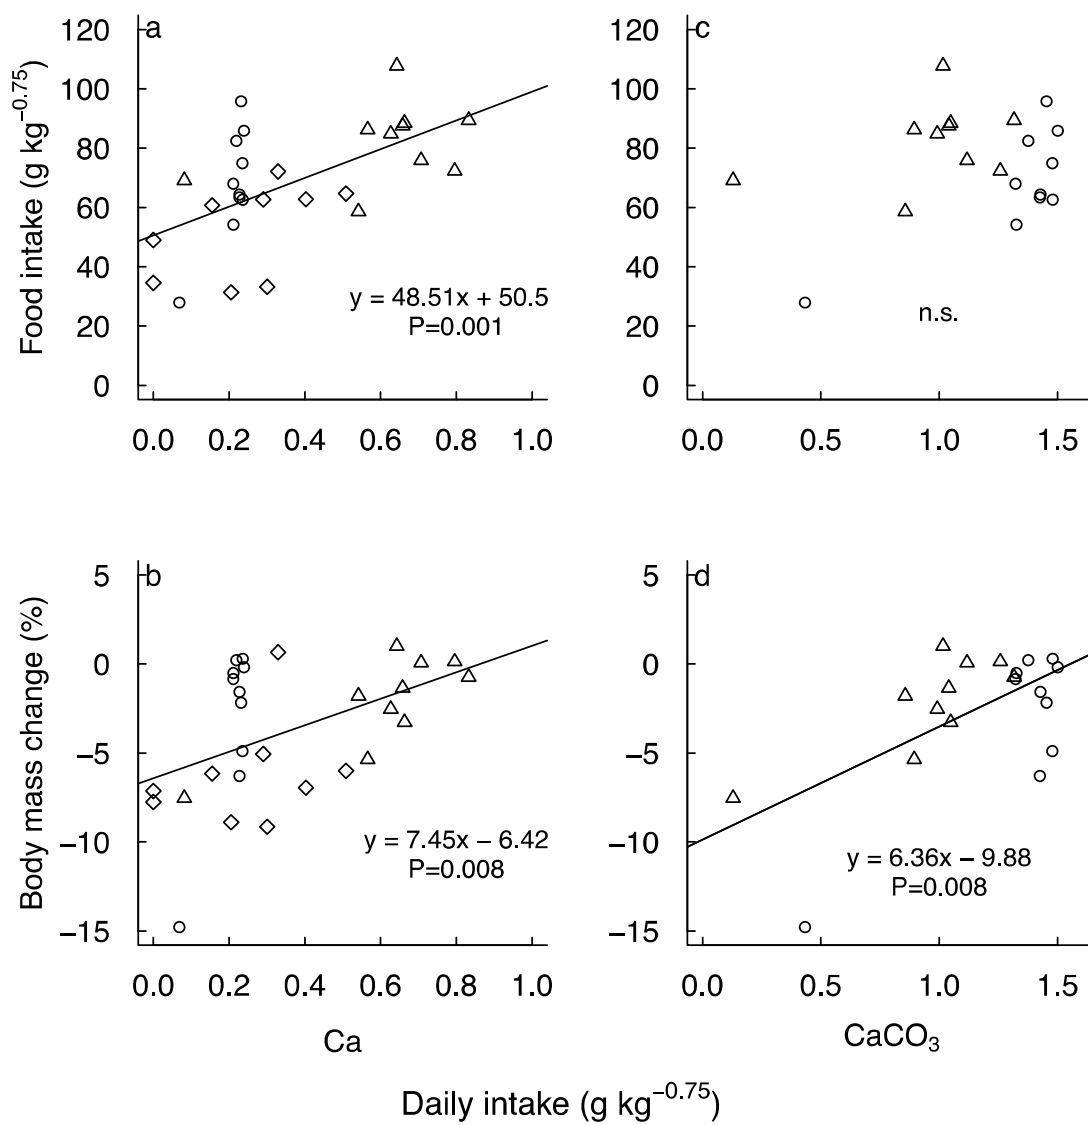 a
Food intake (g kg−0.75)
120
100
80
60
40
20
0
y = 48.51x + 50.5
P=0.001
0.0 0.2 0.4 0.6 0.8 1.0
c
120
100
80
60
40
20
0
n.s.
0.0 0.5 1.0 1.5
b
Body mass change (%)
5
0
−5
−10
−15
y = 7.45x − 6.42
P=0.008
0.0 0.2 0.4 0.6 0.8 1.0
Ca
d
5
0
−5
−10
−15
y = 6.36x − 9.88
P=0.008
0.0 0.5 1.0 1.5
CaCO3
Daily intake (g kg−0.75)